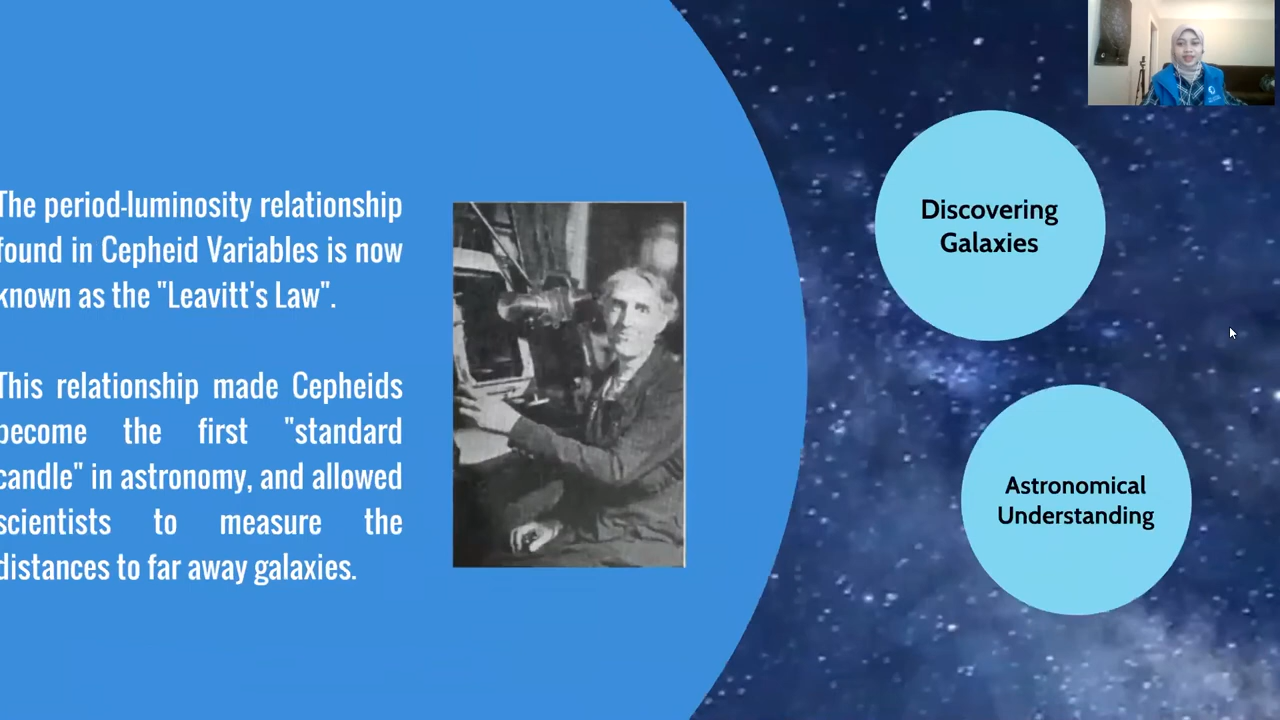 The period-luminosity relationship
found in Cepheid Variables is now
known as the "Leavitt's Law".
This relationship made Cepheids
become the first "standard
candle" in astronomy, and allowed
scientists to measure the
distances to far away galaxies.
Discovering
Galaxies
Astronomical
Understanding